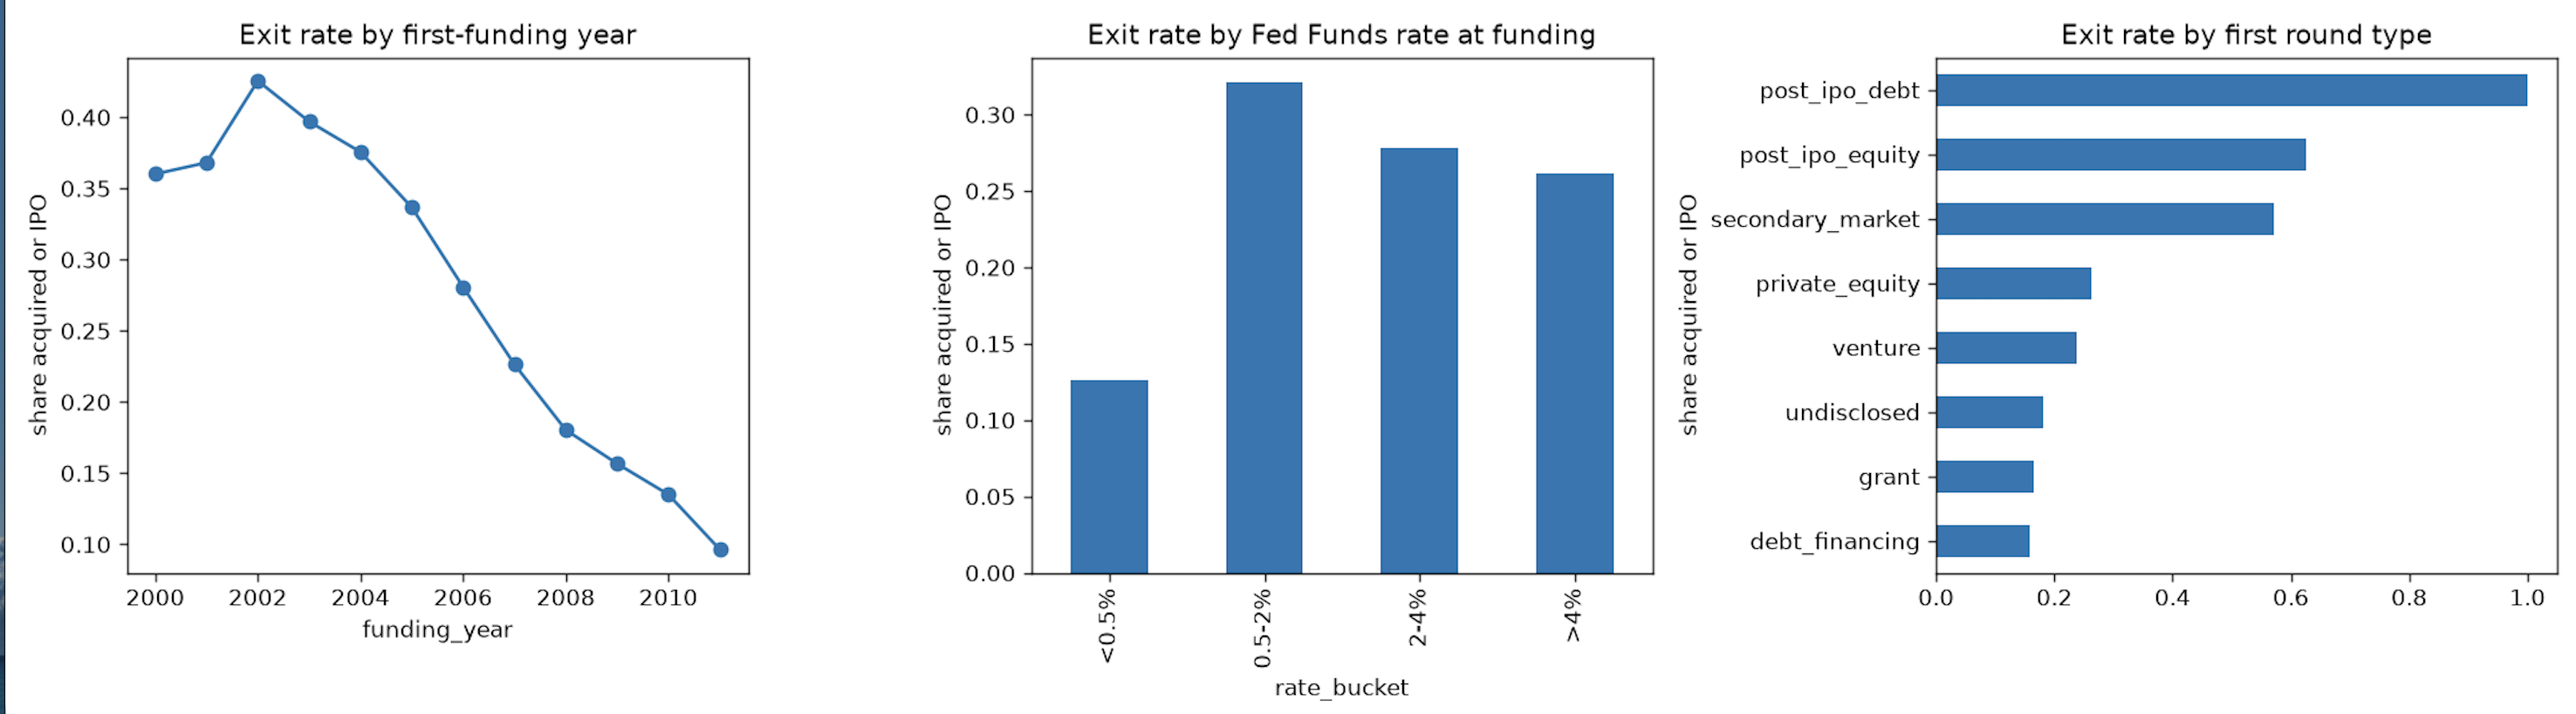 Exit rate by first-funding year
share acquired or IPO
0.40
0.35
0.30
0.25
0.20
0.15
0.10
2000 2002 2004 2006 2008 2010
funding_year
Exit rate by Fed Funds rate at funding
share acquired or IPO
0.30
0.25
0.20
0.15
0.10
0.05
0.00
<0.5% 0.5-2% 2-4% >4%
rate_bucket
Exit rate by first round type
share acquired or IPO
post_ipo_debt
post_ipo_equity
secondary_market
private_equity
venture
undisclosed
grant
debt_financing
0.0 0.2 0.4 0.6 0.8 1.0